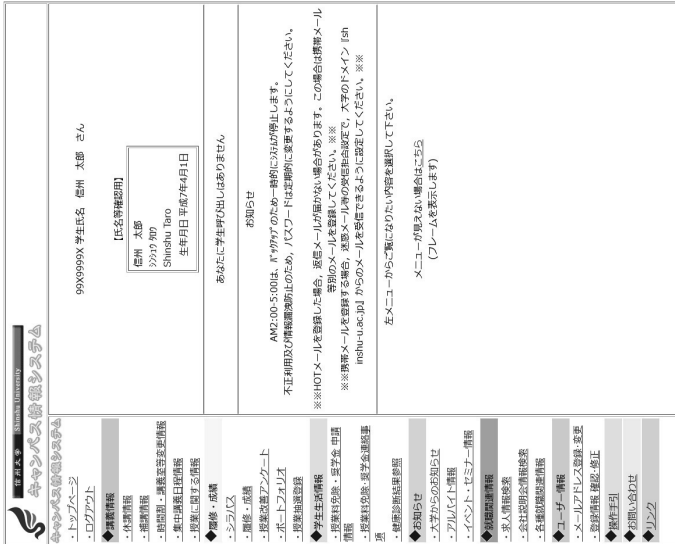 信州大学 Shinshu University
キャンパス情報システム
キャンパス情報システム
・トップページ
・ログアウト
◆講義情報
・休講情報
・補講情報
・時間割・講義室等変更情報
・集中講義日程情報
・授業に関する情報
◆履修・成績
・シラバス
・履修・成績
・授業改善アンケート
・ポートフォリオ
・授業抽選登録
◆学生生活情報
・授業料免除・奨学金 申請
情報
・授業料免除・奨学金連絡事
項
・健康診断結果参照
◆お知らせ
・大学からのお知らせ
・アルバイト情報
・イベント・セミナー情報
◆就職関連情報
・求人情報検索
・会社説明会情報検索
・各種就職関連情報
◆ユーザー情報
・メールアドレス登録・変更
・登録情報 確認・修正
◆操作手引
◆お問い合わせ
◆リンク
99X9999X 学生氏名 信州 太郎 さん
【氏名等確認用】
信州 太郎
シンシュウ タロウ
Shinshu Taro
生年月日 平成7年4月1日
あなたに学生呼び出しはありません
お知らせ
AM2:00-5:00は、バックアップのため一時的にシステムが停止します。
不正利用及び情報漏洩防止のため，パスワードは定期的に変更するようにしてください。
※※HOTメールを登録した場合，返信メールが届かない場合があります。この場合は携帯メール
等別のメールを登録してください。※※
※※携帯メールを登録する場合，迷惑メール等の受信拒否設定で，大学のドメイン『sh
inshu-u.ac.jp』からのメールを受信できるように設定してください。※※
左メニューからご覧になりたい内容を選択して下さい。
メニューが見えない場合はこちら
(フレームを表示します)